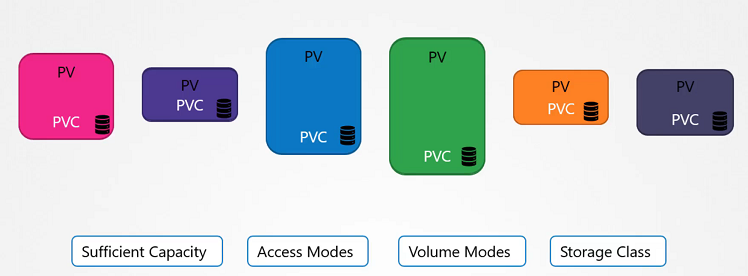 PV
PVC
PV
PVC
PV
PVC
PV
PVC
PV
PVC
PV
PVC
Sufficient Capacity
Access Modes
Volume Modes
Storage Class